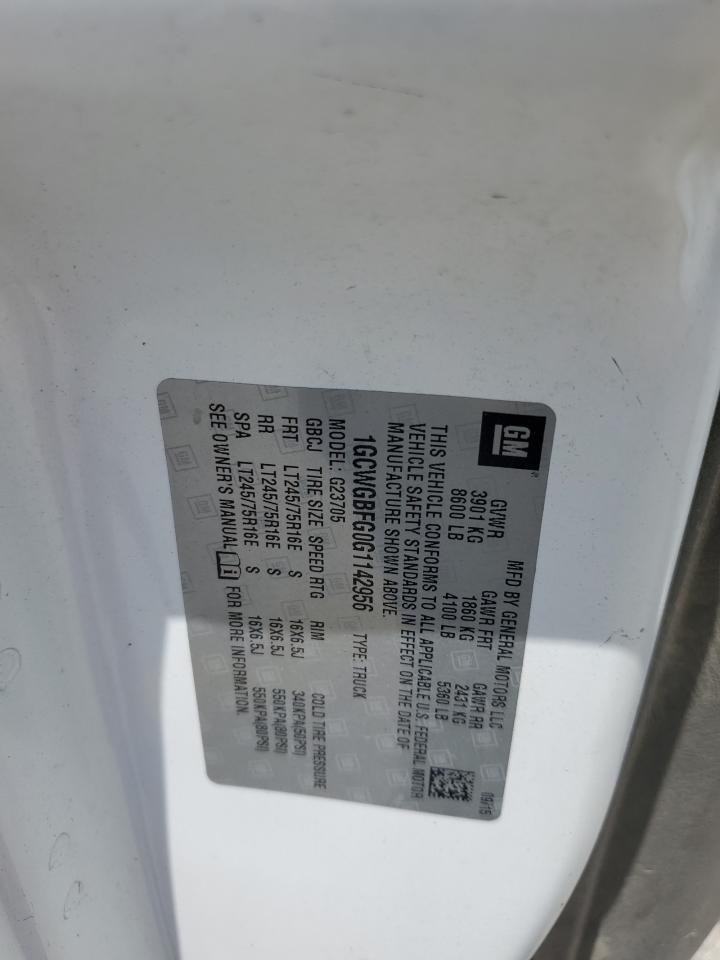 GM
MFD BY GENERAL MOTORS LLC 09/15
GVWR GAWR FRT GAWR RR
3901 KG 1860 KG 2431 KG
8600 LB 4100 LB 5360 LB
THIS VEHICLE CONFORMS TO ALL APPLICABLE U.S. FEDERAL MOTOR
VEHICLE SAFETY STANDARDS IN EFFECT ON THE DATE OF
MANUFACTURE SHOWN ABOVE.
1GCWGBFG0G1142956 TYPE: TRUCK
MODEL: G23705
GBCJ TIRE SIZE SPEED RTG RIM COLD TIRE PRESSURE
FRT LT245/75R16E S 16X6.5J 340KPA(50PSI)
RR LT245/75R16E S 16X6.5J 550KPA(80PSI)
SPA LT245/75R16E S 16X6.5J 550KPA(80PSI)
SEE OWNER'S MANUAL i FOR MORE INFORMATION.